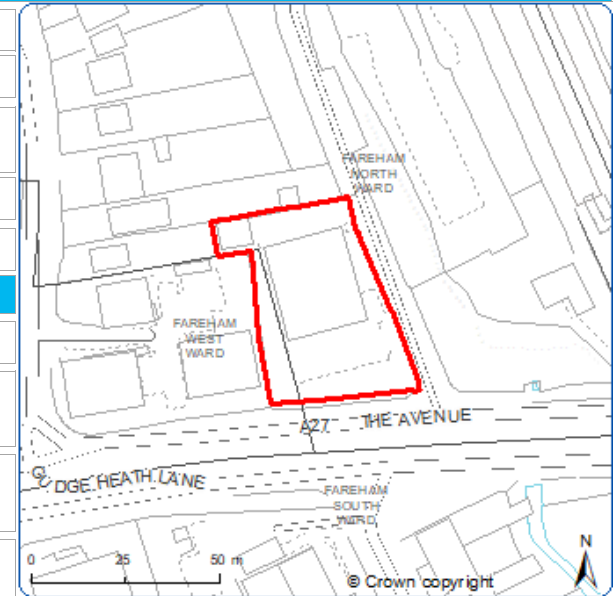 FAREHAM
NORTH
WARD
FAREHAM
WEST
WARD
A27 THE AVENUE
GUDGE HEATH LANE
FAREHAM
SOUTH
WARD
N
0 25 50 m
© Crown copyright